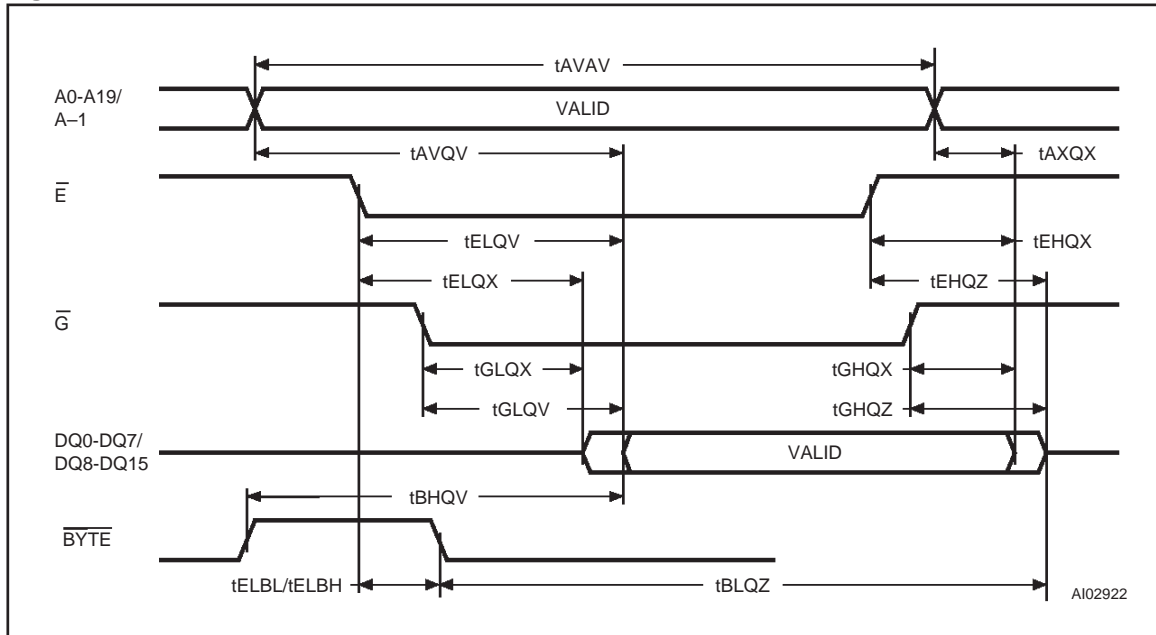 tAVAV
A0-A19/
A–1
VALID
tAVQV
tAXQX
E
tELQV
tEHQX
tELQX
tEHQZ
G
tGLQX
tGHQX
tGLQV
tGHQZ
DQ0-DQ7/
DQ8-DQ15
VALID
tBHQV
BYTE
tELBL/tELBH
tBLQZ
AI02922